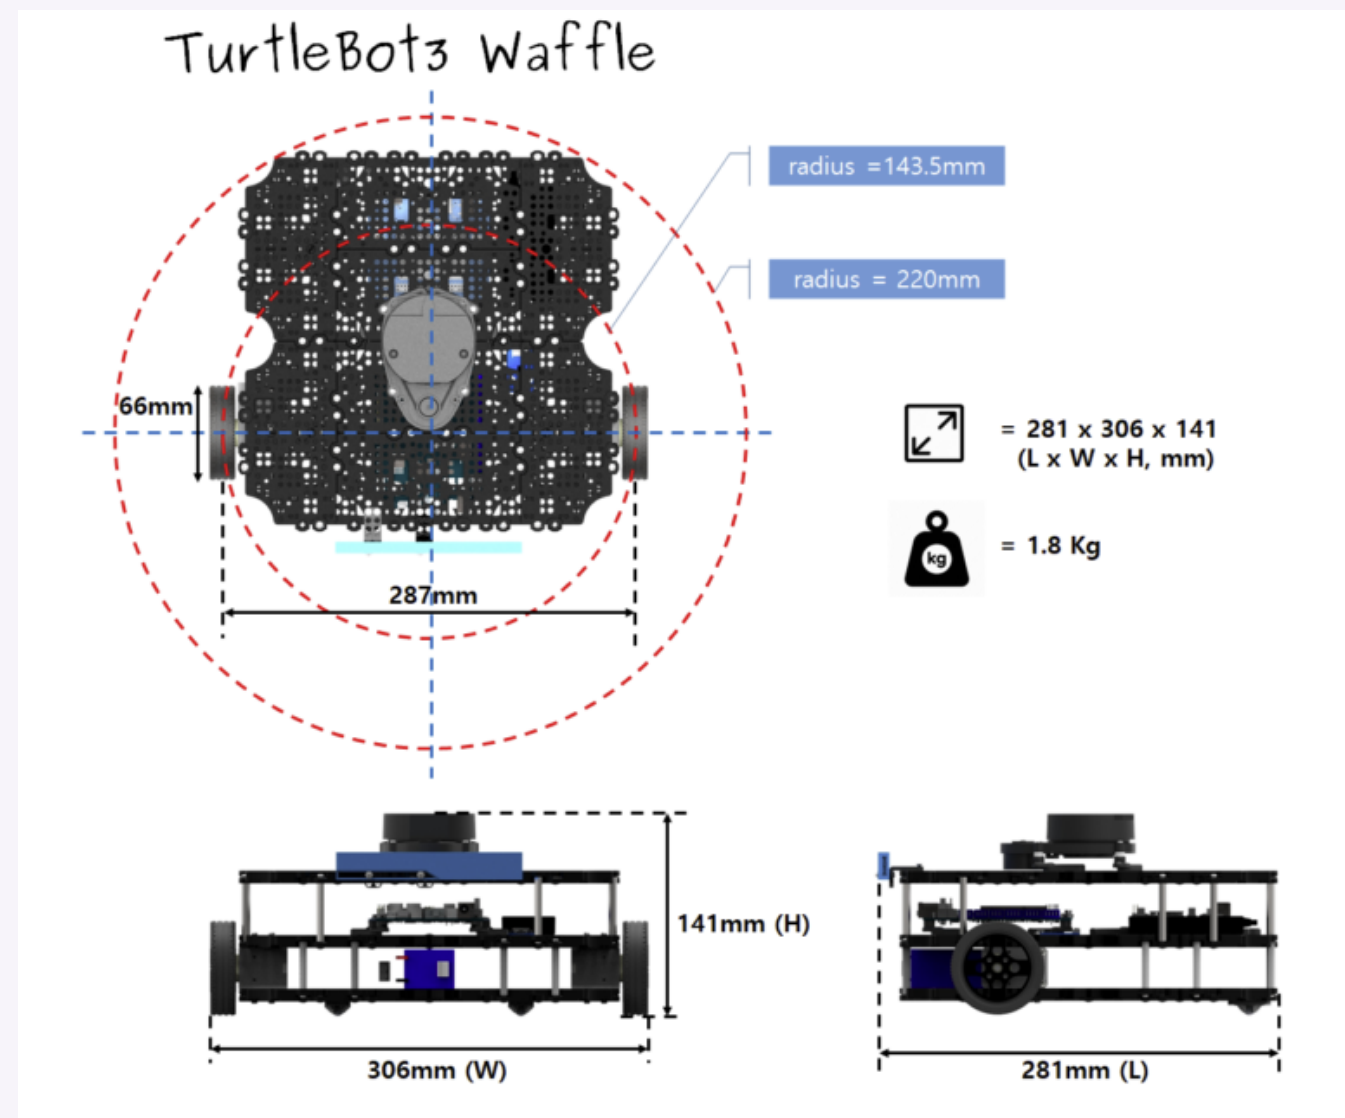 TurtleBot3 Waffle
radius =143.5mm
radius = 220mm
66mm
= 281 x 306 x 141
(L x W x H, mm)
kg
= 1.8 Kg
287mm
141mm (H)
306mm (W)
281mm (L)